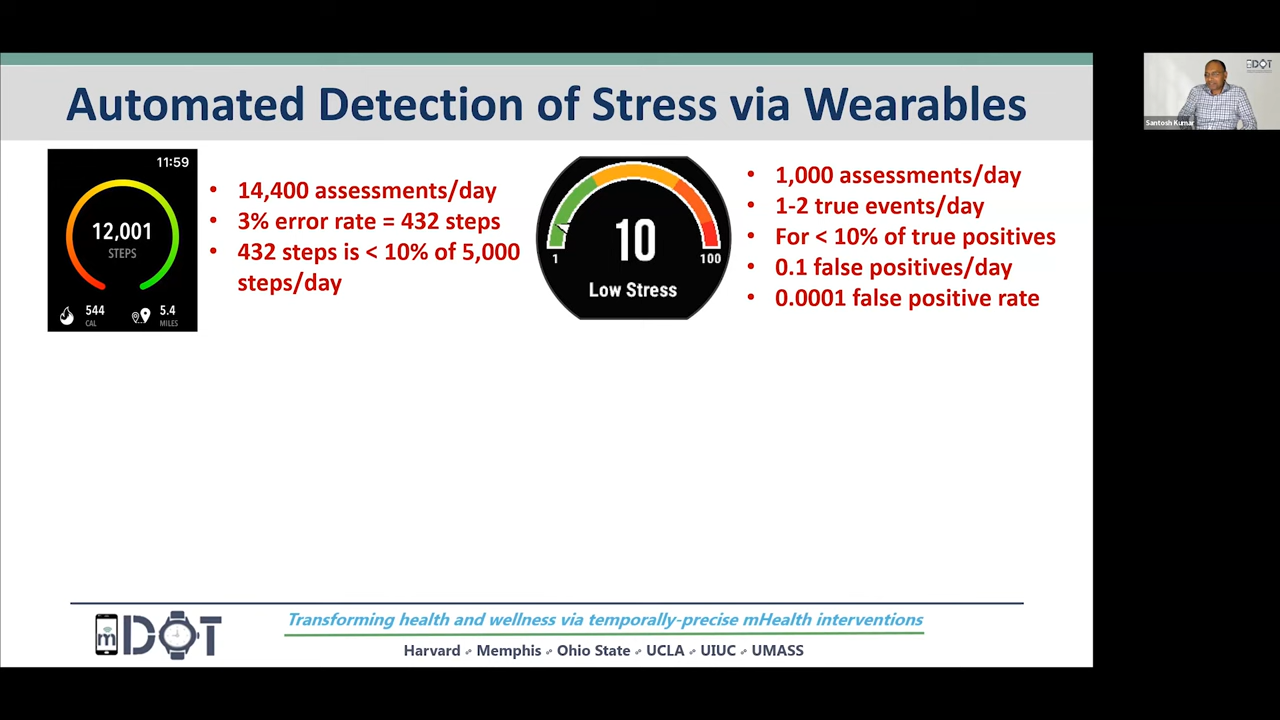 Automated Detection of Stress via Wearables
11:59
12,001
STEPS
544
CAL
5.4
MILES
• 14,400 assessments/day
• 3% error rate = 432 steps
• 432 steps is < 10% of 5,000
steps/day
10
1
100
Low Stress
• 1,000 assessments/day
• 1-2 true events/day
• For < 10% of true positives
• 0.1 false positives/day
• 0.0001 false positive rate
mDOT
Santosh Kumar
mDOT
Transforming health and wellness via temporally-precise mHealth interventions
Harvard Memphis Ohio State UCLA UIUC UMASS